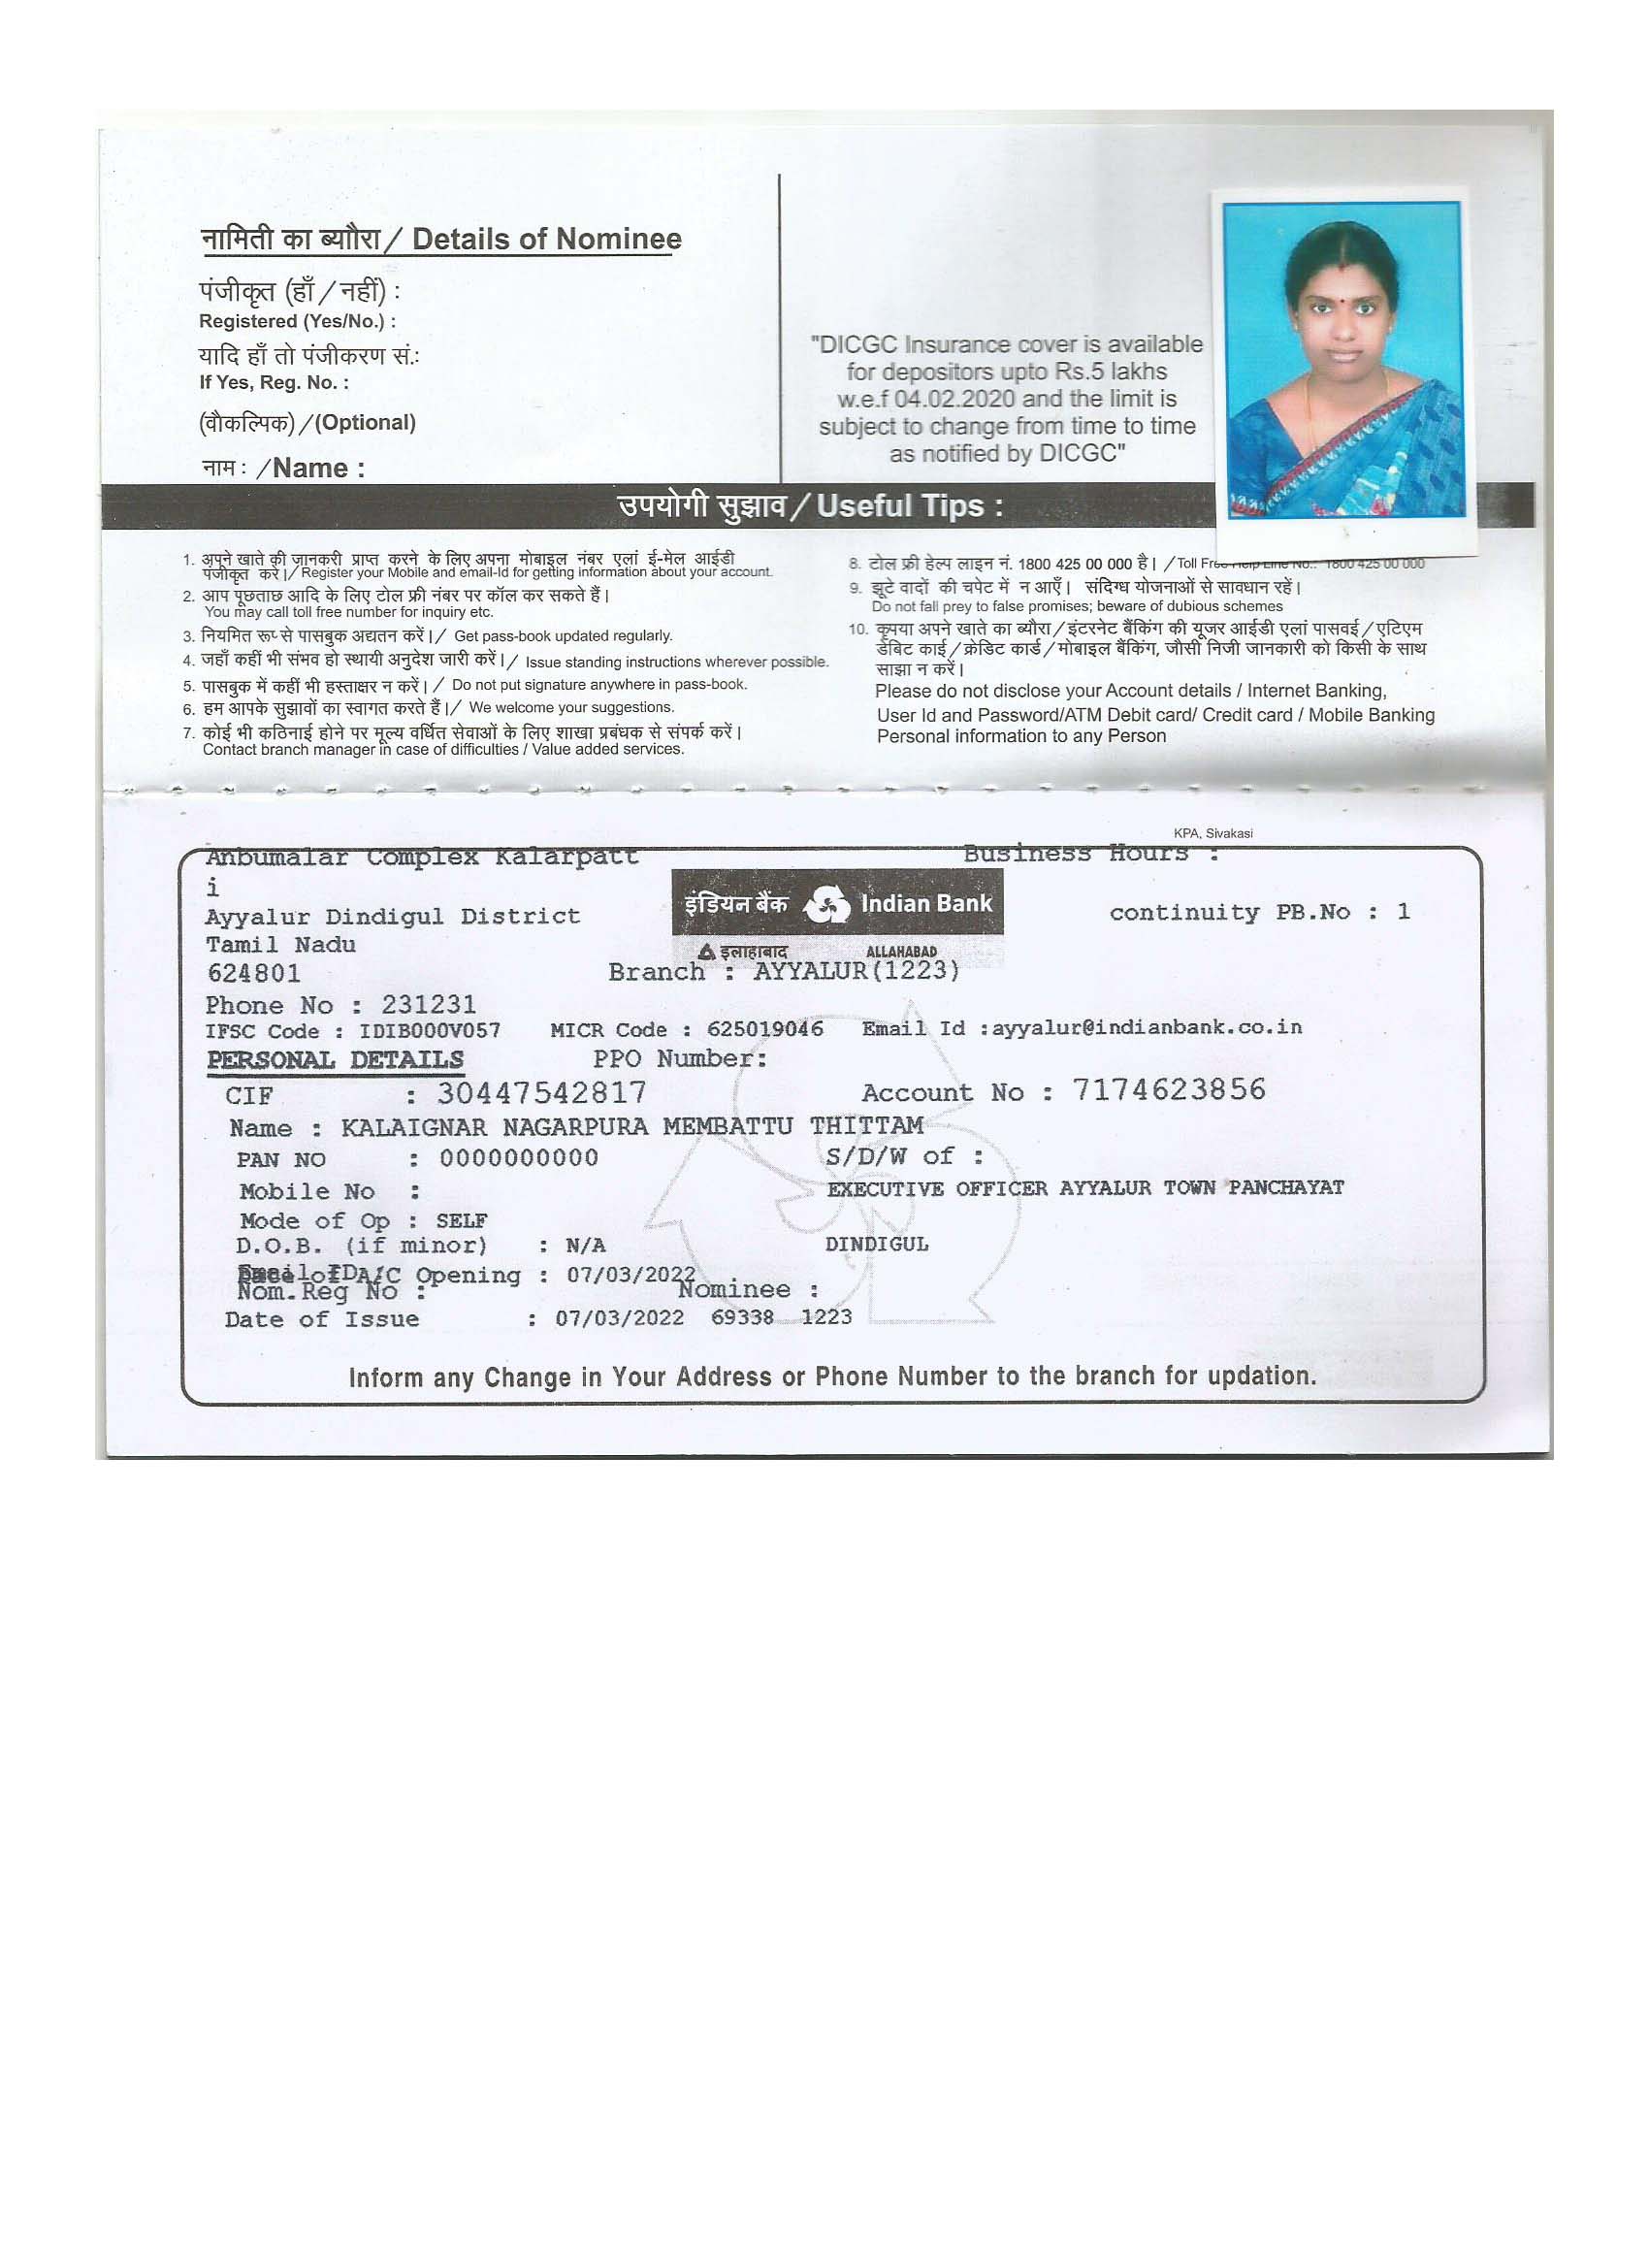 नामिती का ब्यौरा / Details of Nominee
पंजीकृत (हाँ / नहीं) :
Registered (Yes/No.) :
यादि हाँ तो पंजीकरण सं.:
If Yes, Reg. No. :
(वैाकल्पिक) / (Optional)
नाम : / Name :
"DICGC Insurance cover is available
for depositors upto Rs.5 lakhs
w.e.f 04.02.2020 and the limit is
subject to change from time to time
as notified by DICGC"
उपयोगी सुझाव / Useful Tips :
1. अपने खाते की जानकरी प्राप्त करने के लिए अपना मोबाइल नंबर एलां ई-मेल आईडी
पंजीकृत करें। / Register your Mobile and email-Id for getting information about your account.
2. आप पूछताछ आदि के लिए टोल फ्री नंबर पर कॉल कर सकते हैं।
You may call toll free number for inquiry etc.
3. नियमित रूप से पासबुक अद्यतन करें। / Get pass-book updated regularly.
4. जहाँ कहीं भी संभव हो स्थायी अनुदेश जारी करें। / Issue standing instructions wherever possible.
5. पासबुक में कहीं भी हस्ताक्षर न करें। / Do not put signature anywhere in pass-book.
6. हम आपके सुझावों का स्वागत करते हैं। / We welcome your suggestions.
7. कोई भी कठिनाई होने पर मूल्य वर्धित सेवाओं के लिए शाखा प्रबंधक से संपर्क करें।
Contact branch manager in case of difficulties / Value added services.
8. टोल फ्री हेल्प लाइन नं. 1800 425 00 000 है। / Toll Free Help Line No.: 1800 425 00 000
9. झूटे वादों की चपेट में न आएँ। संदिग्ध योजनाओं से सावधान रहें।
Do not fall prey to false promises; beware of dubious schemes
10. कृपया अपने खाते का ब्यौरा / इंटरनेट बैंकिंग की यूजर आईडी एलां पासवई / एटिएम
डेबिट काई / क्रेडिट कार्ड / मोबाइल बैंकिंग, जौसी निजी जानकारी को किसी के साथ
साझा न करें।
Please do not disclose your Account details / Internet Banking,
User Id and Password/ATM Debit card/ Credit card / Mobile Banking
Personal information to any Person
KPA, Sivakasi
Anbumalar Complex Kalarpatt
Business Hours :
i
इंडियन बैंक Indian Bank
Ayyalur Dindigul District
continuity PB.No : 1
Tamil Nadu
इलाहाबाद ALLAHABAD
624801
Branch : AYYALUR(1223)
Phone No : 231231
IFSC Code : IDIB000V057 MICR Code : 625019046 Email Id :ayyalur@indianbank.co.in
PERSONAL DETAILS PPO Number:
CIF : 30447542817 Account No : 7174623856
Name : KALAIGNAR NAGARPURA MEMBATTU THITTAM
PAN NO : 0000000000 S/D/W of :
Mobile No : EXECUTIVE OFFICER AYYALUR TOWN PANCHAYAT
Mode of Op : SELF
D.O.B. (if minor) : N/A DINDIGUL
A/C Opening : 07/03/2022
Nom.Reg No : Nominee :
Date of Issue : 07/03/2022 69338 1223
Inform any Change in Your Address or Phone Number to the branch for updation.